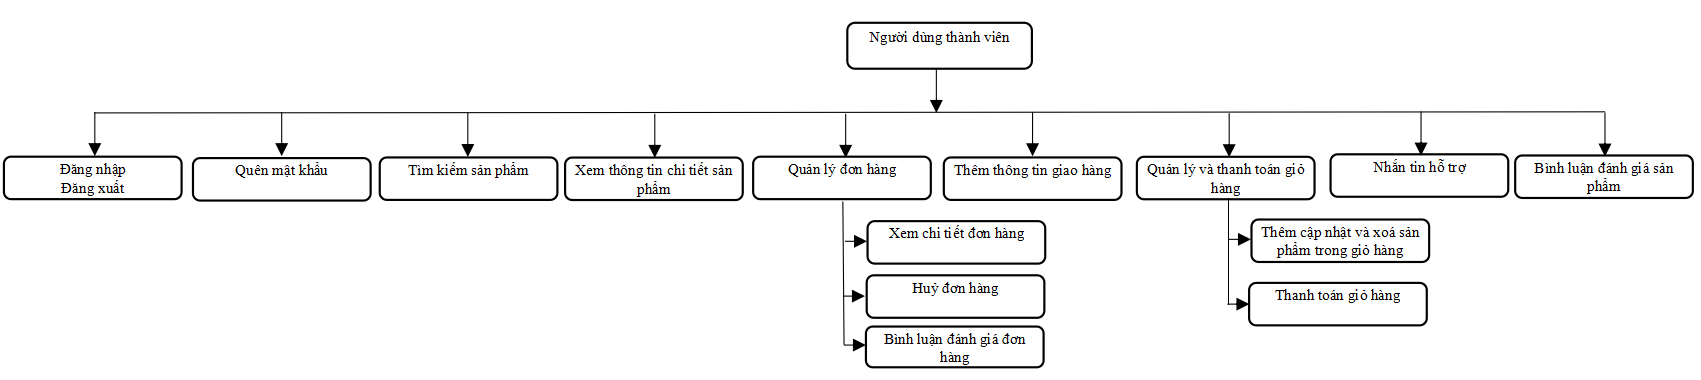 Người dùng thành viên
Đăng nhập
Đăng xuất
Quên mật khẩu
Tìm kiếm sản phẩm
Xem thông tin chi tiết sản
phẩm
Quản lý đơn hàng
Thêm thông tin giao hàng
Quản lý và thanh toán giỏ
hàng
Nhắn tin hỗ trợ
Bình luận đánh giá sản
phẩm
Xem chi tiết đơn hàng
Huỷ đơn hàng
Bình luận đánh giá đơn
hàng
Thêm cập nhật và xoá sản
phẩm trong giỏ hàng
Thanh toán giỏ hàng